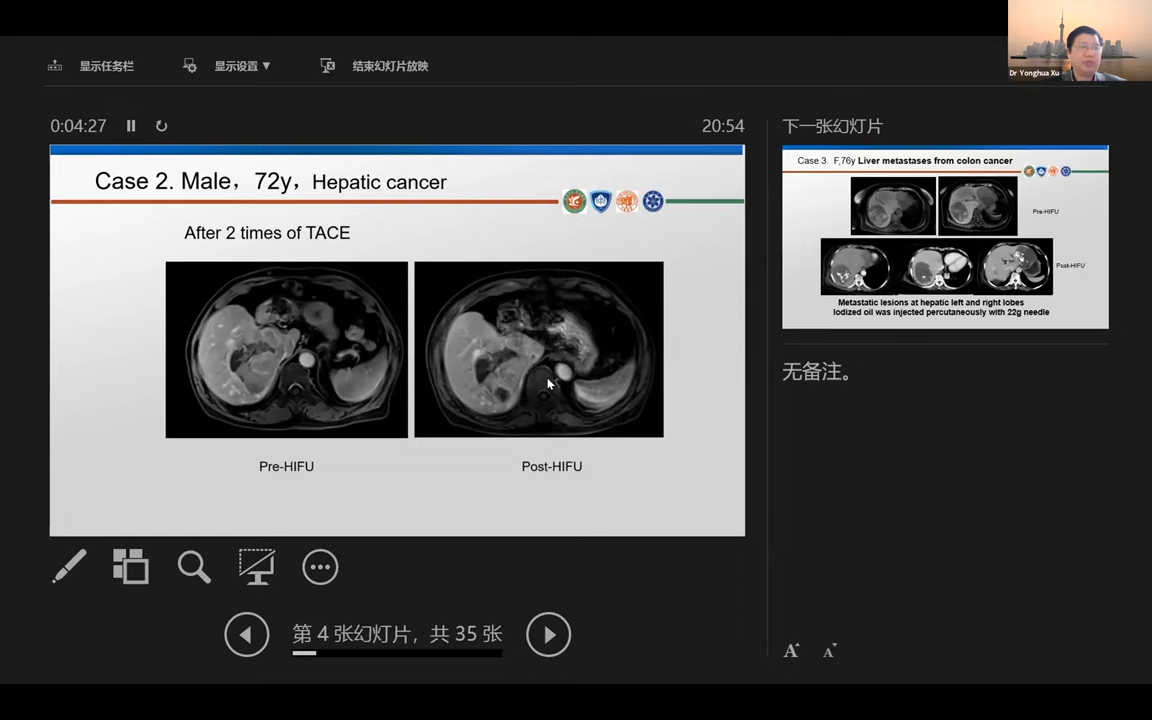 显示任务栏
显示设置 ▼
结束幻灯片放映
Dr Yonghua Xu
0:04:27
20:54
下一张幻灯片
Case 2. Male，72y，Hepatic cancer
After 2 times of TACE
Pre-HIFU
Post-HIFU
Case 3. F,76y Liver metastases from colon cancer
Pre-HIFU
Post-HIFU
Metastatic lesions at hepatic left and right lobes
Iodized oil was injected percutaneously with 22g needle
无备注。
第 4 张幻灯片，共 35 张
A A